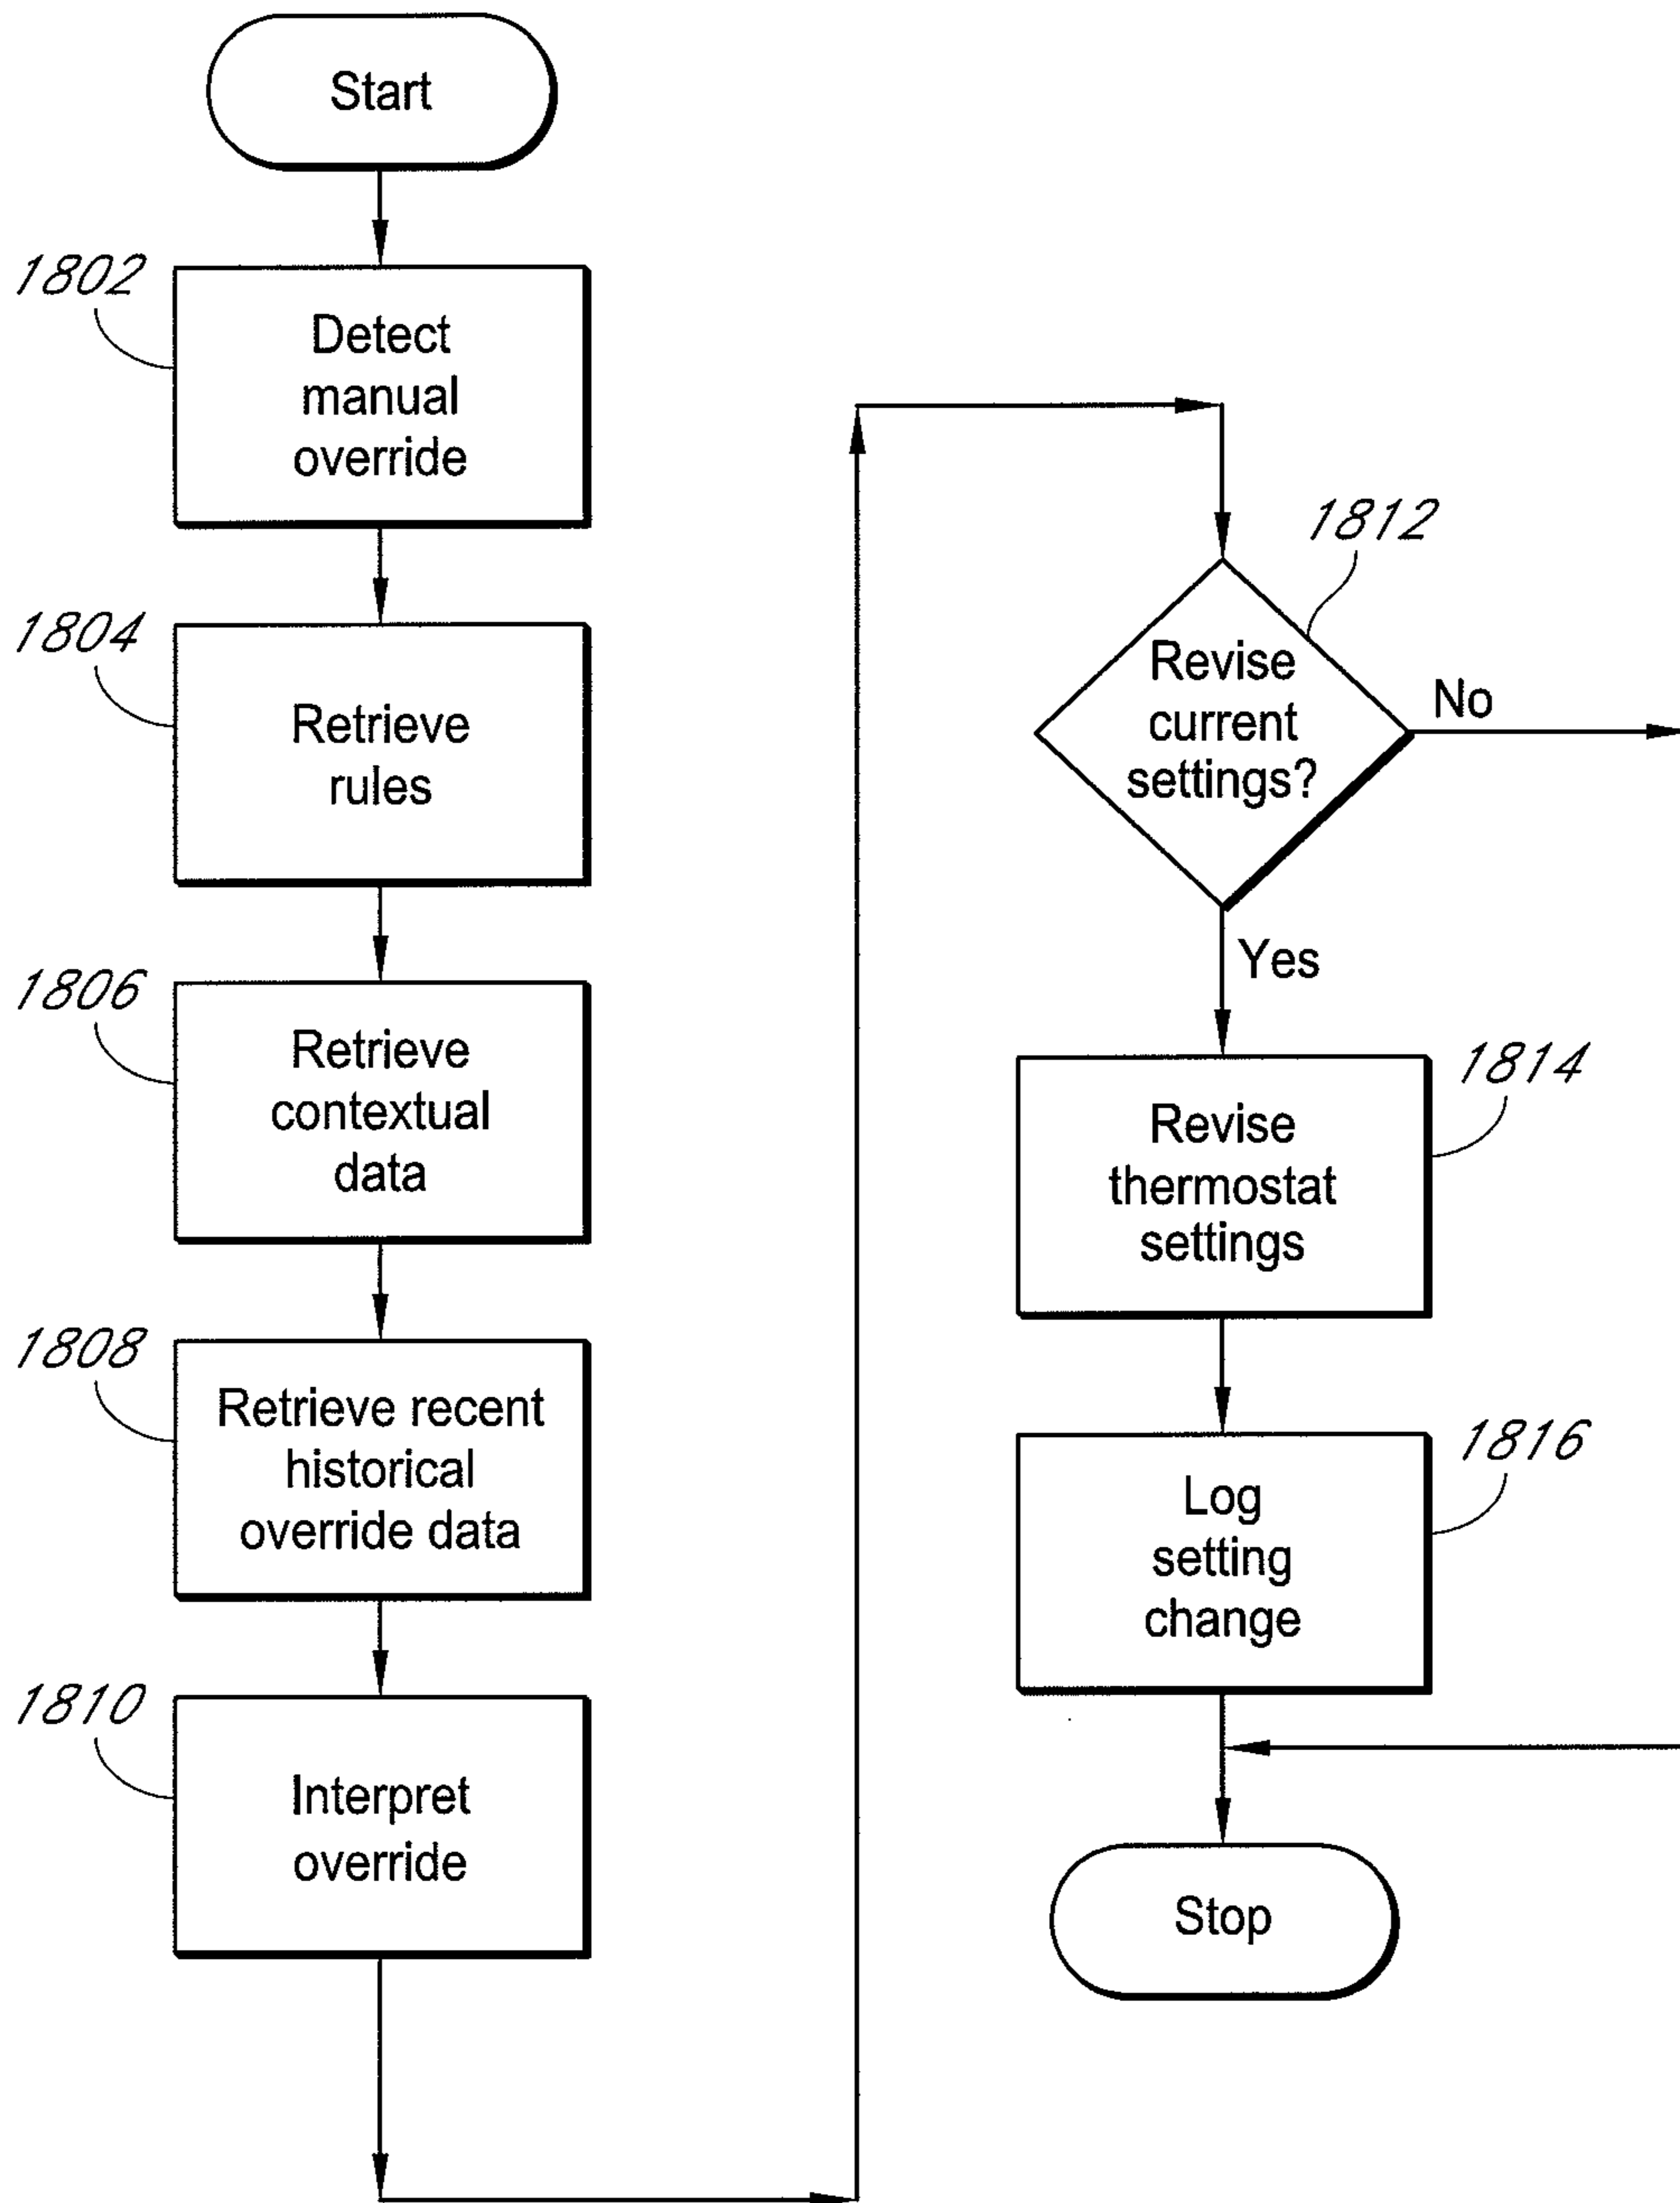 Start
1802
Detect
manual
override
1804
Retrieve
rules
1806
Retrieve
contextual
data
1808
Retrieve recent
historical
override data
1810
Interpret
override
1812
Revise
current
settings?
No
Yes
1814
Revise
thermostat
settings
1816
Log
setting
change
Stop